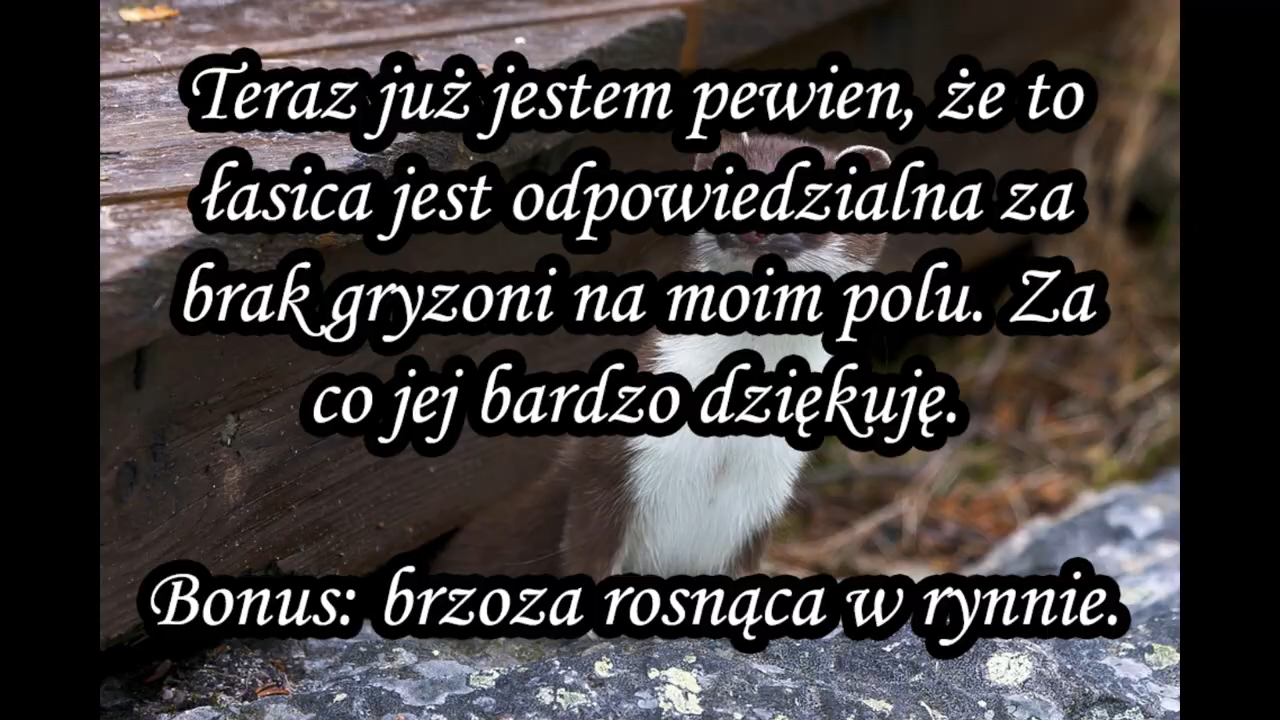 Teraz już jestem pewien, że to
łasica jest odpowiedzialna za
brak gryzoni na moim polu. Za
co jej bardzo dziękuję.
Bonus: brzoza rosnąca w rynnie.